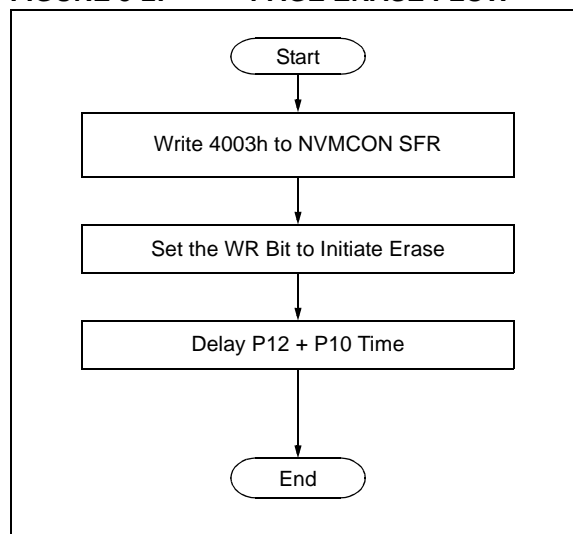 Start
Write 4003h to NVMCON SFR
Set the WR Bit to Initiate Erase
Delay P12 + P10 Time
End